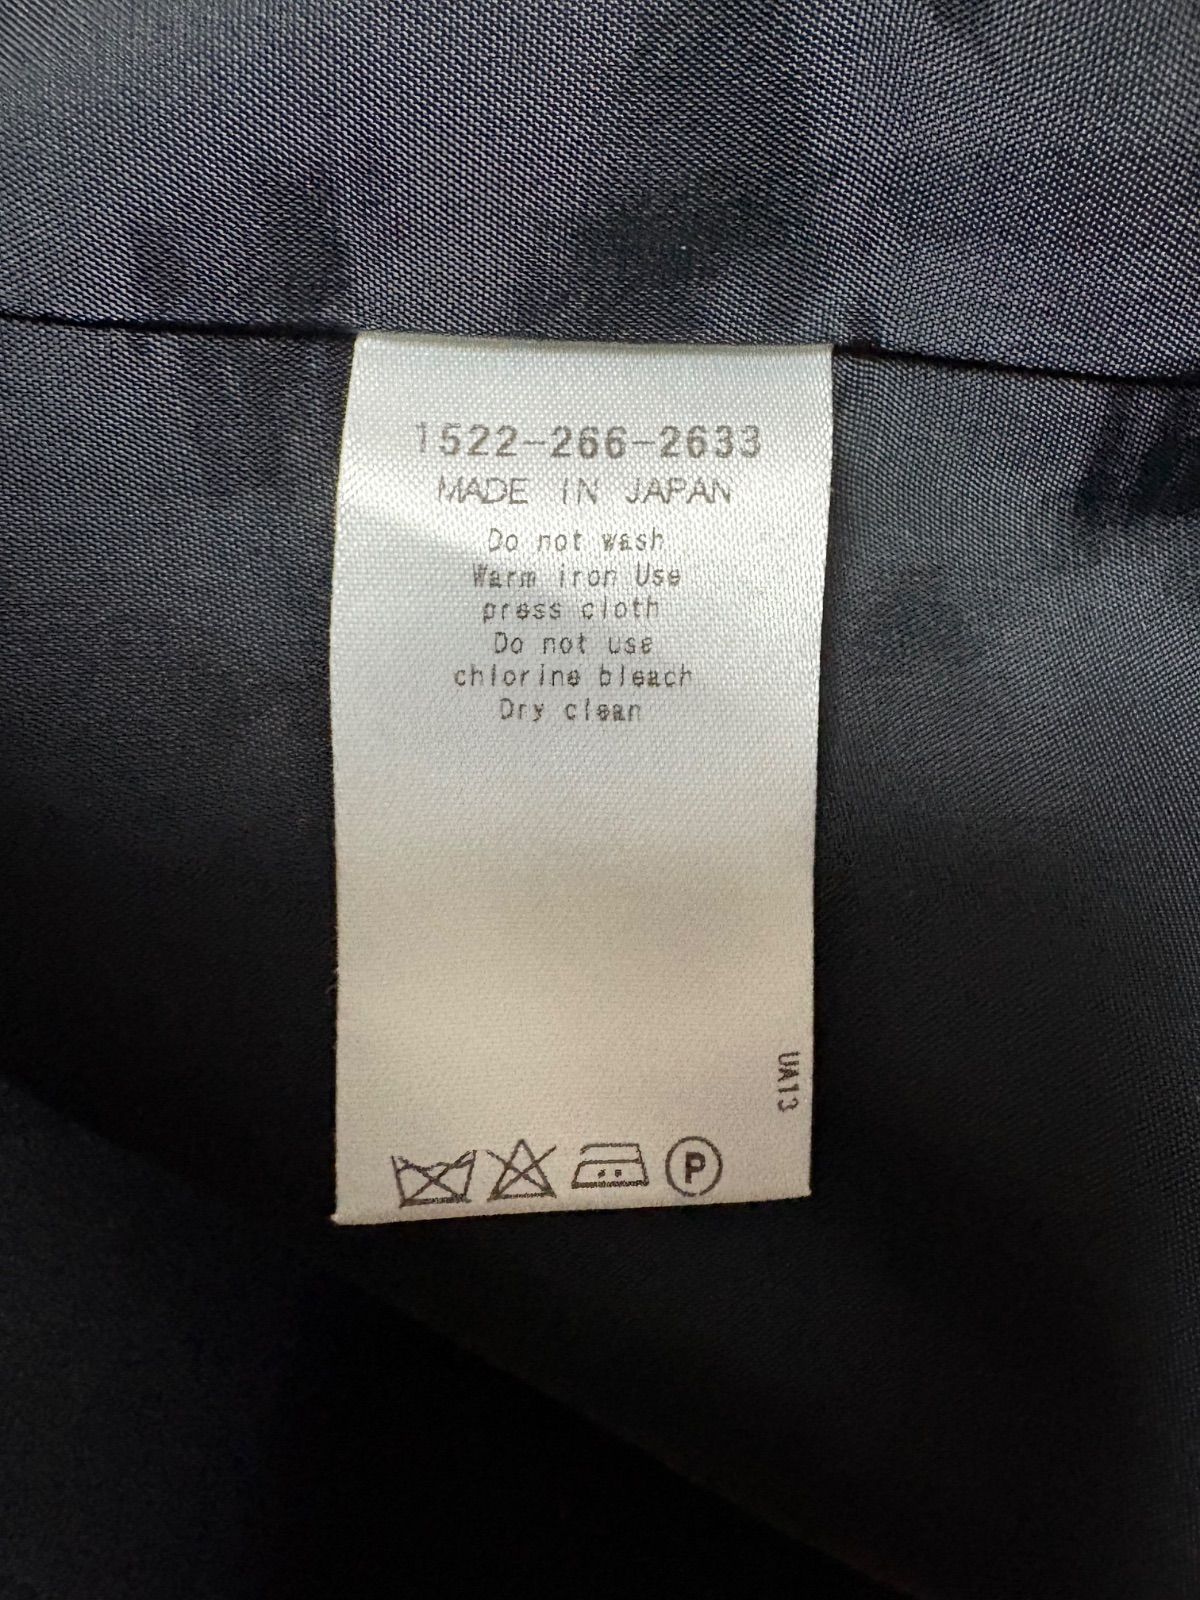 1522-266-2633
MADE IN JAPAN
Do not wash
Warm iron Use
press cloth
Do not use
chlorine bleach
Dry clean
UA13
P